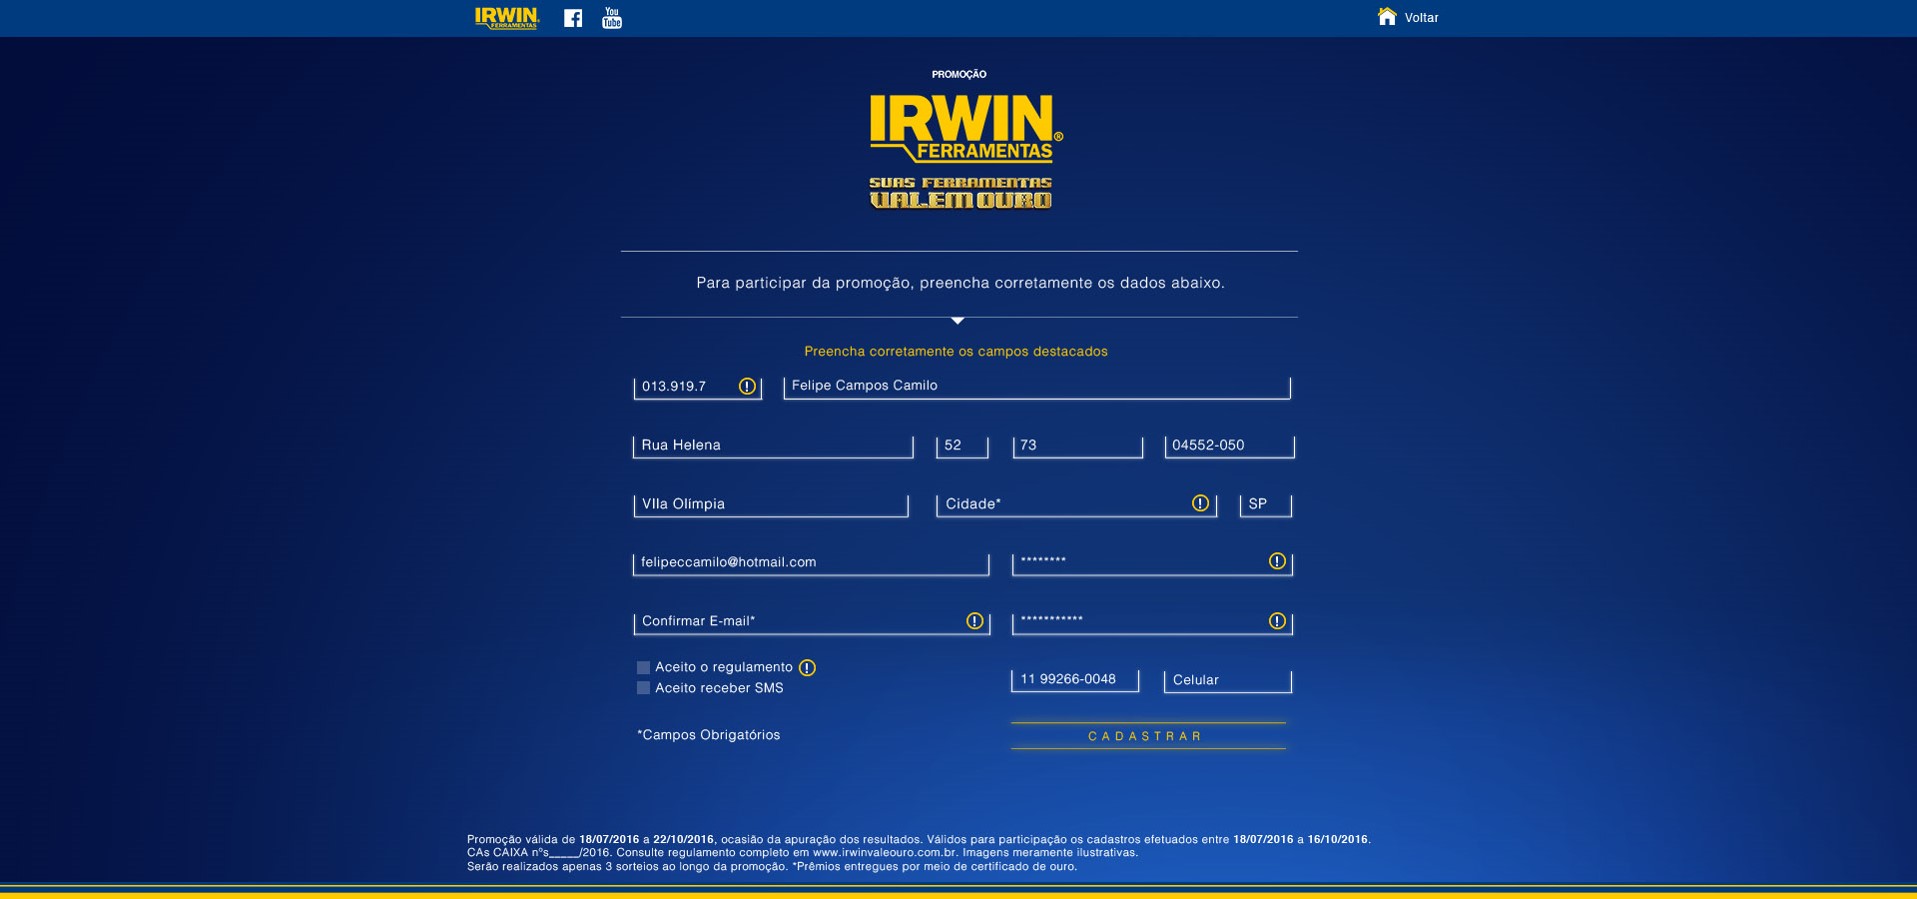 IRWIN
FERRAMENTAS
You
Tube
Voltar
PROMOÇÃO
IRWIN®
FERRAMENTAS
SUAS FERRAMENTAS
VALEM OURO
Para participar da promoção, preencha corretamente os dados abaixo.
Preencha corretamente os campos destacados
013.919.7 Felipe Campos Camilo
Rua Helena 52 73 04552-050
VIla Olímpia Cidade* SP
felipeccamilo@hotmail.com ********
Confirmar E-mail* ***********
Aceito o regulamento
Aceito receber SMS
11 99266-0048 Celular
*Campos Obrigatórios
CADASTRAR
Promoção válida de 18/07/2016 a 22/10/2016, ocasião da apuração dos resultados. Válidos para participação os cadastros efetuados entre 18/07/2016 a 16/10/2016.
CAs CAIXA nºs_____/2016. Consulte regulamento completo em www.irwinvaleouro.com.br. Imagens meramente ilustrativas.
Serão realizados apenas 3 sorteios ao longo da promoção. *Prêmios entregues por meio de certificado de ouro.